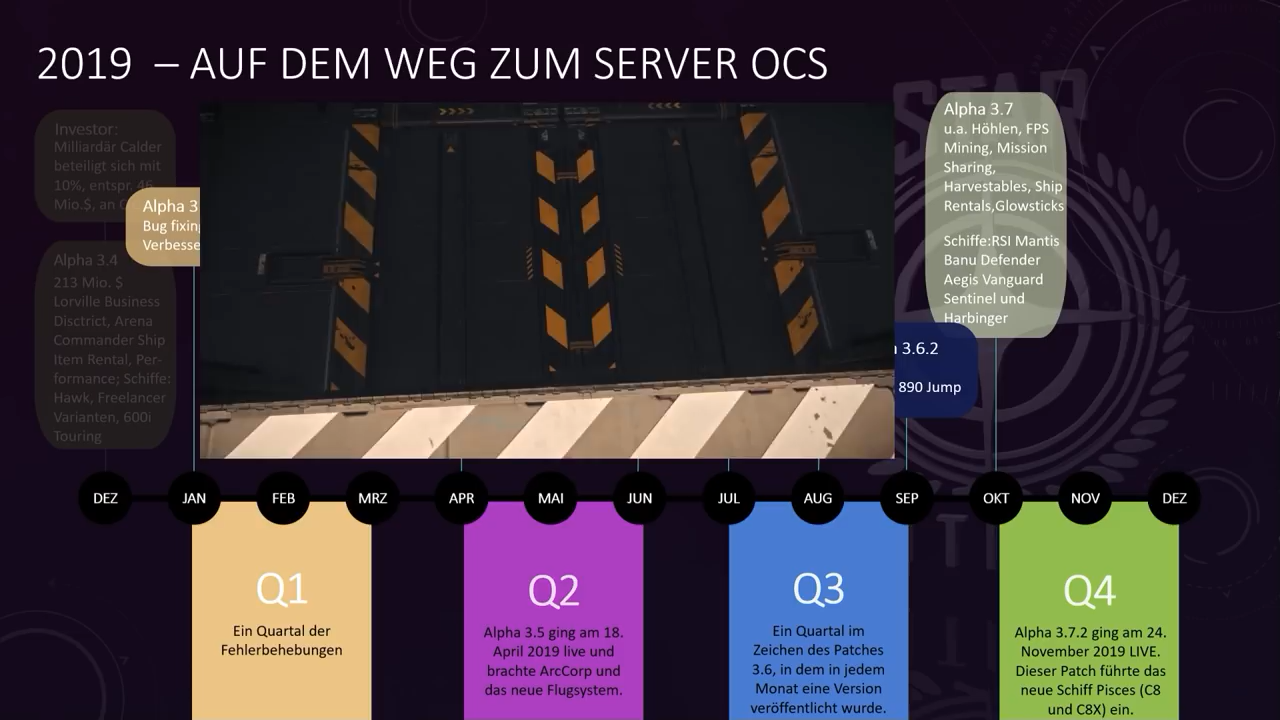 2019 – AUF DEM WEG ZUM SERVER OCS
Investor:
Milliardär Calder
beteiligt sich mit
10%, entspr. 46
Mio.$, an
Alpha 3
Bug fixing
Verbesse
Alpha 3.4
213 Mio. $
Lorville Business
Disctrict, Arena
Commander Ship
Item Rental, Per-
formance; Schiffe:
Hawk, Freelancer
Varianten, 600i
Touring
Alpha 3.7
u.a. Höhlen, FPS
Mining, Mission
Sharing,
Harvestables, Ship
Rentals,Glowsticks
Schiffe:RSI Mantis
Banu Defender
Aegis Vanguard
Sentinel und
Harbinger
3.6.2
890 Jump
DEZ JAN FEB MRZ APR MAI JUN JUL AUG SEP OKT NOV DEZ
Q1
Ein Quartal der
Fehlerbehebungen
Q2
Alpha 3.5 ging am 18.
April 2019 live und
brachte ArcCorp und
das neue Flugsystem.
Q3
Ein Quartal im
Zeichen des Patches
3.6, in dem in jedem
Monat eine Version
veröffentlicht wurde.
Q4
Alpha 3.7.2 ging am 24.
November 2019 LIVE.
Dieser Patch führte das
neue Schiff Pisces (C8
und C8X) ein.
STAR